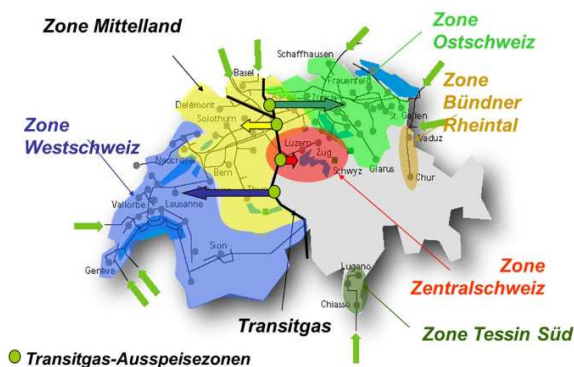 Zone Mittelland
Schaffhausen
Zone
Ostschweiz
Basel
Frauenfeld
Zone
Bündner
Rheintal
Delémont
St. Gallen
Solothurn
Zone
Westschweiz
Luzern
Zug
Vaduz
Neuchâtel
Bern
Schwyz
Glarus
Chur
Vallorbe
Lausanne
Sion
Genève
Lugano
Chiasso
Zone
Zentralschweiz
Transitgas
Zone Tessin Süd
Transitgas-Ausspeisezonen